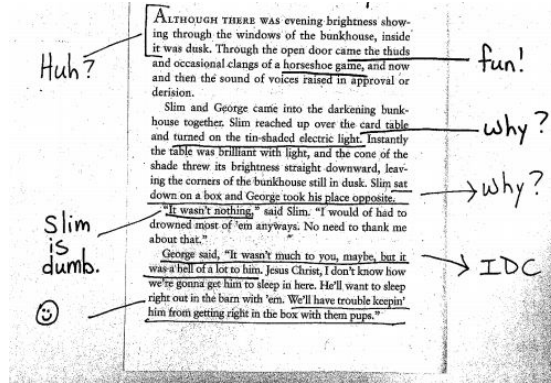 ALTHOUGH THERE WAS evening brightness show-
ing through the windows of the bunkhouse, inside
it was dusk. Through the open door came the thuds
and occasional clangs of a horseshoe game, and now
and then the sound of voices raised in approval or
derision.
Slim and George came into the darkening bunk-
house together. Slim reached up over the card table
and turned on the tin-shaded electric light. Instantly
the table was brilliant with light, and the cone of the
shade threw its brightness straight downward, leav-
ing the corners of the bunkhouse still in dusk. Slim sat
down on a box and George took his place opposite.
"It wasn't nothing," said Slim. "I would of had to
drowned most of 'em anyways. No need to thank me
about that."
George said, "It wasn't much to you, maybe, but it
was a hell of a lot to him. Jesus Christ, I don't know how
we're gonna get him to sleep in here. He'll want to sleep
right out in the barn with 'em. We'll have trouble keepin'
him from getting right in the box with them pups."
Huh?
fun!
why?
why?
Slim
is
dumb.
IDC